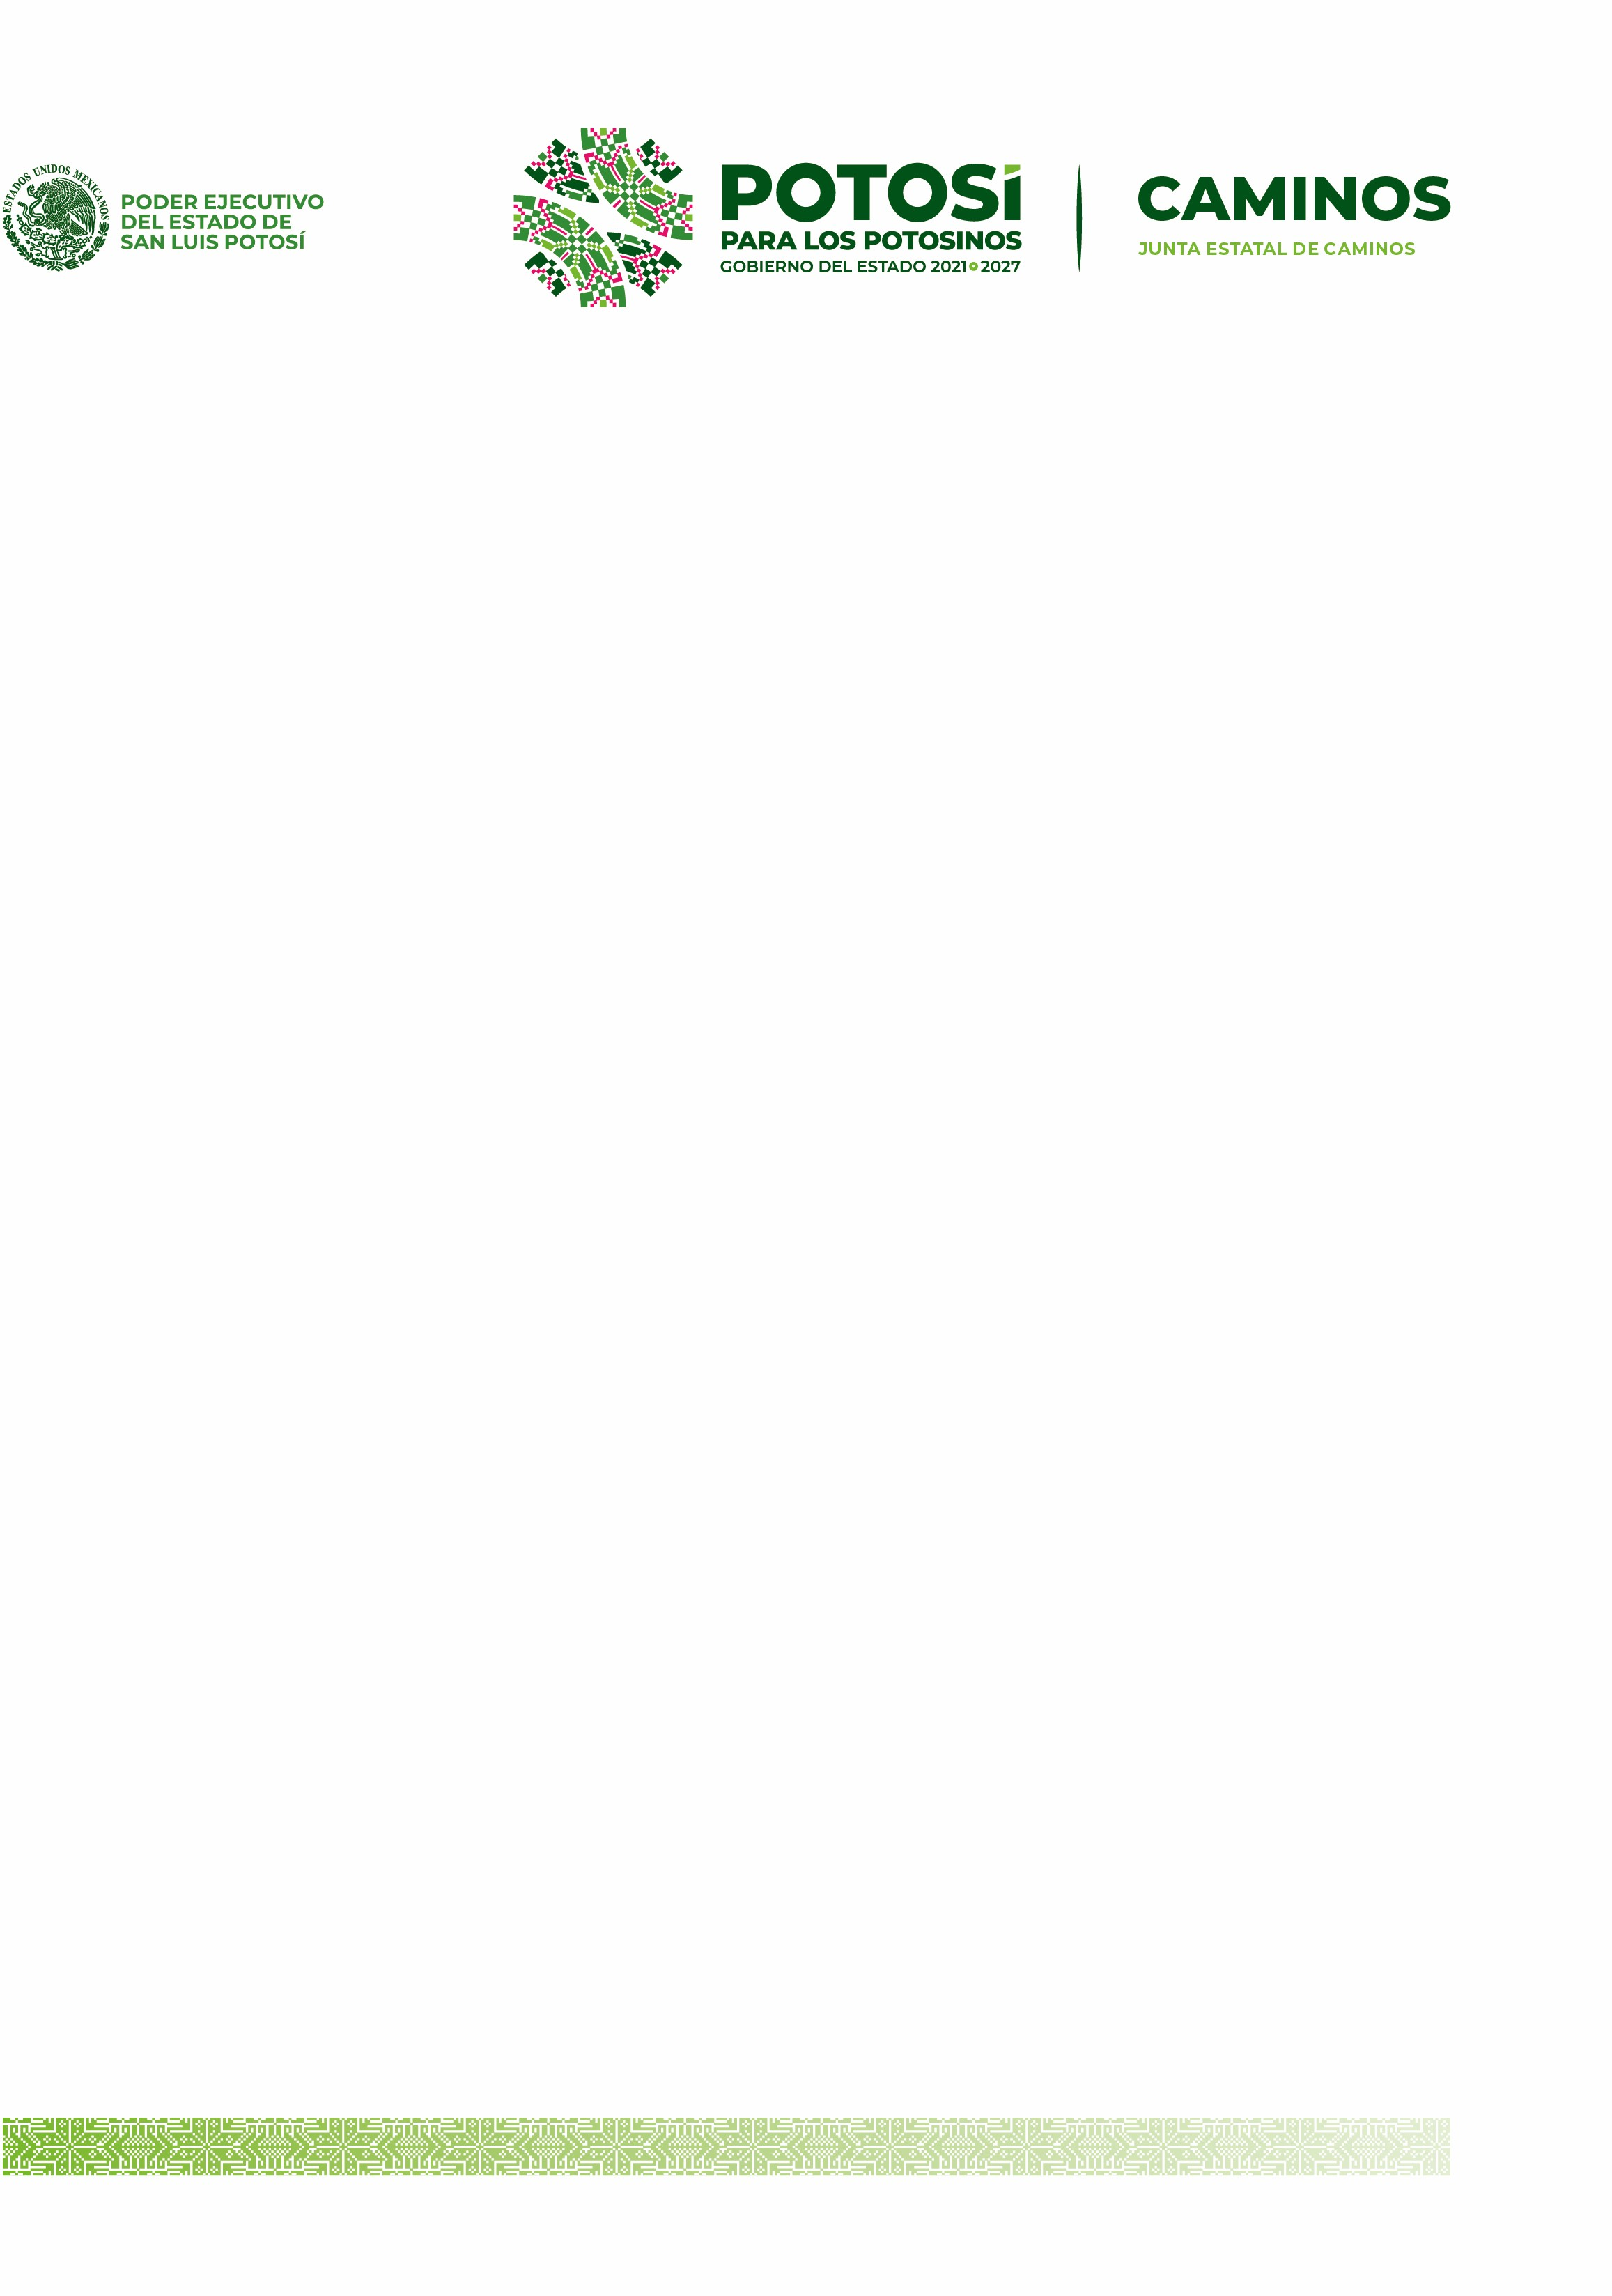 ESTADOS UNIDOS MEXICANOS
PODER EJECUTIVO
DEL ESTADO DE
SAN LUIS POTOSÍ
POTOSÍ
PARA LOS POTOSINOS
GOBIERNO DEL ESTADO 2021 2027
CAMINOS
JUNTA ESTATAL DE CAMINOS